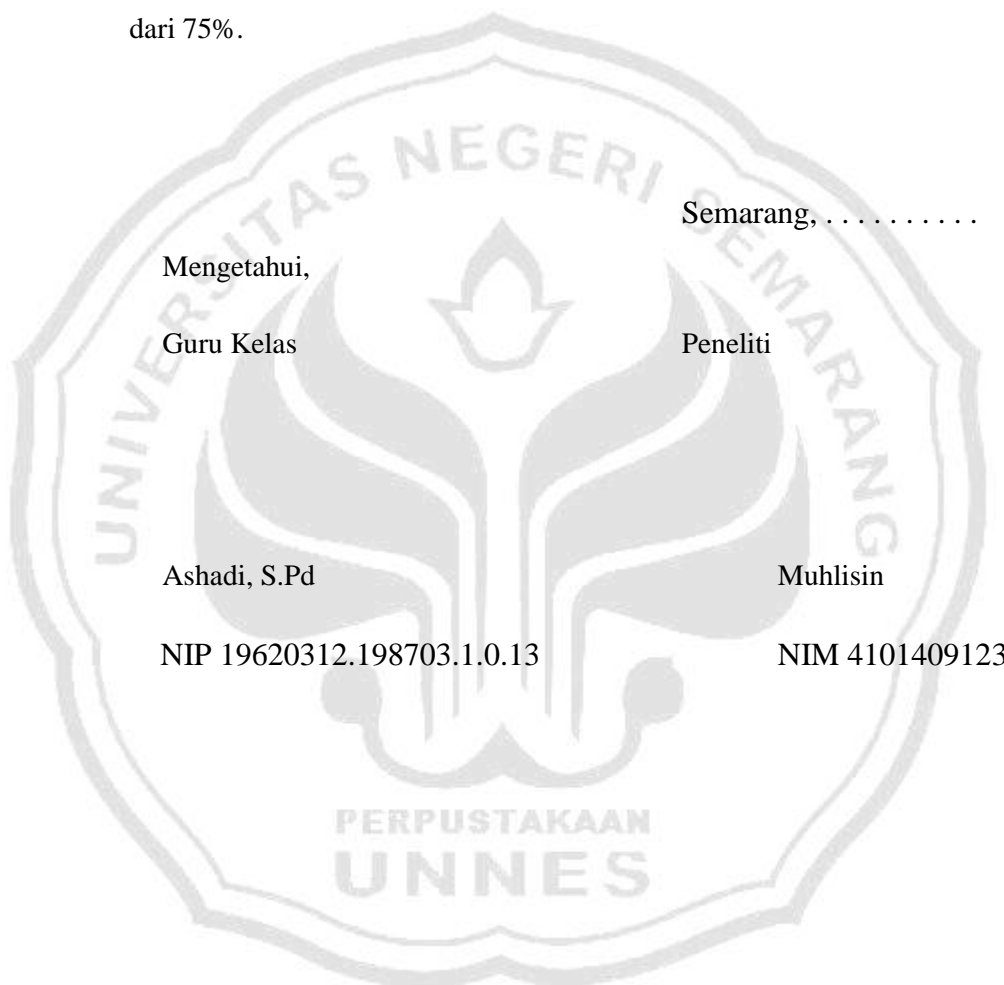 dari 75%.
UNIVERSITAS NEGERI SEMARANG
Semarang, . . . . . . . . . .
Mengetahui,
Guru Kelas Peneliti
Ashadi, S.Pd Muhlisin
NIP 19620312.198703.1.0.13 NIM 4101409123
PERPUSTAKAAN
UNNES